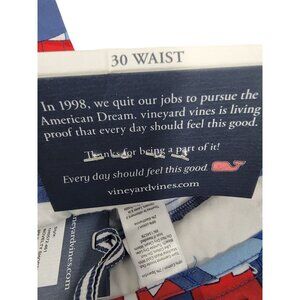 30 WAIST
In 1998, we quit our jobs to pursue the
American Dream. vineyard vines is living
proof that every day should feel this good.
Thanks for being a part of it!
Every day should feel this good.
vineyardvines.com
vineyardvines.com